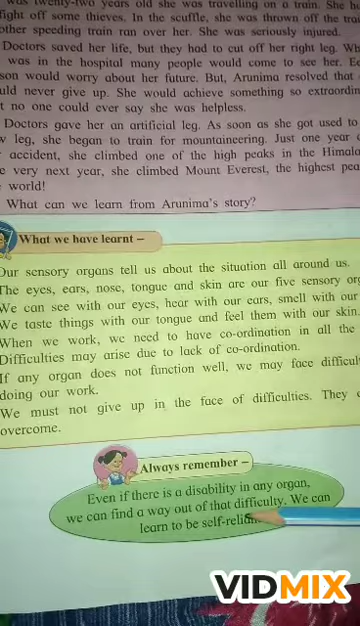 was twenty-two years old she was travelling on a train. She h
fight off some thieves. In the scuffle, she was thrown off the trai
other speeding train ran over her. She was seriously injured.
Doctors saved her life, but they had to cut off her right leg. Wh
was in the hospital many people would come to see her. E
son would worry about her future. But, Arunima resolved that
uld never give up. She would achieve something so extraordin
t no one could ever say she was helpless.
Doctors gave her an artificial leg. As soon as she got used to
w leg, she began to train for mountaineering. Just one year
accident, she climbed one of the high peaks in the Himala
e very next year, she climbed Mount Everest, the highest pea
world!
What can we learn from Arunima's story?
What we have learnt –
Our sensory organs tell us about the situation all around us.
The eyes, ears, nose, tongue and skin are our five sensory org
We can see with our eyes, hear with our ears, smell with our
We taste things with our tongue and feel them with our skin.
When we work, we need to have co-ordination in all the
Difficulties may arise due to lack of co-ordination.
If any organ does not function well, we may face difficul
doing our work.
We must not give up in the face of difficulties. They
overcome.
Always remember –
Even if there is a disability in any organ,
we can find a way out of that difficulty. We can
learn to be self-relian
VIDMIX